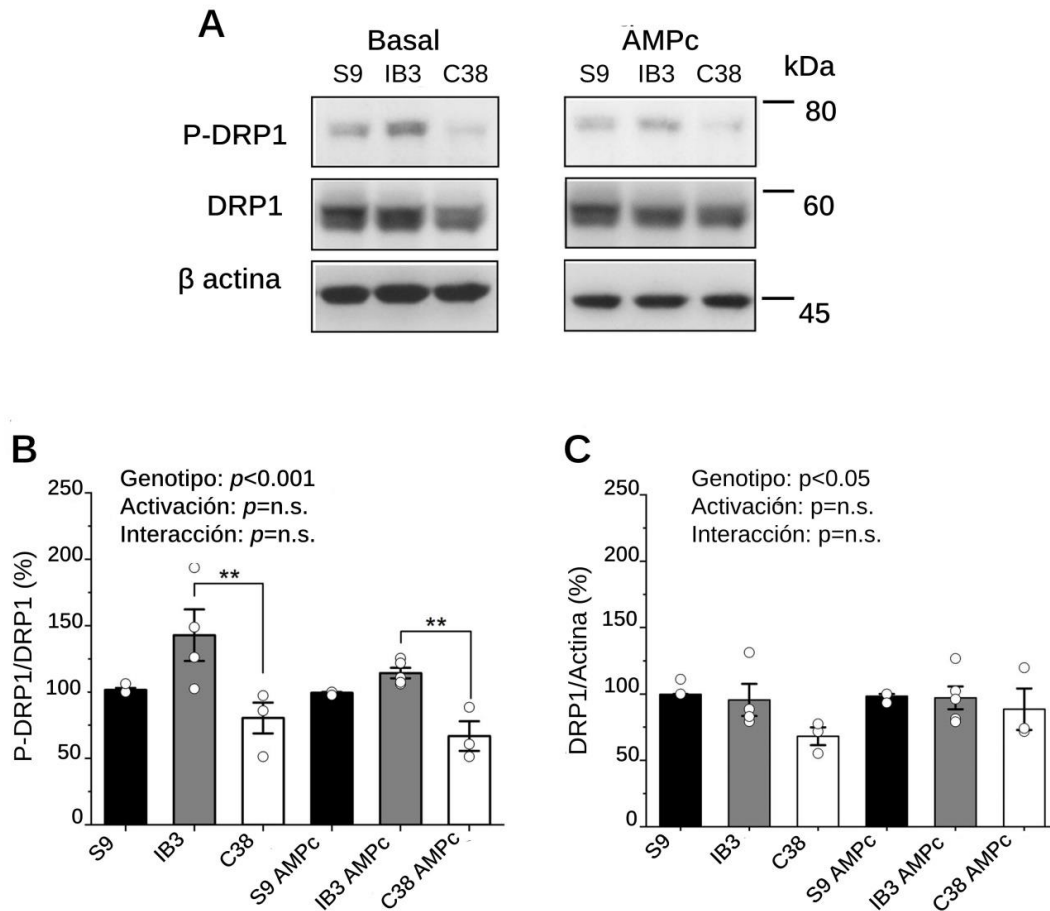 A
Basal
AMPc
S9 IB3 C38
S9 IB3 C38
kDa
P-DRP1
80
DRP1
60
β actina
45
B
Genotipo: p<0.001
Activación: p=n.s.
Interacción: p=n.s.
P-DRP1/DRP1 (%)
250
200
150
100
50
0
**
**
S9
IB3
C38
S9 AMPc
IB3 AMPc
C38 AMPc
C
Genotipo: p<0.05
Activación: p=n.s.
Interacción: p=n.s.
DRP1/Actina (%)
250
200
150
100
50
0
S9
IB3
C38
S9 AMPc
IB3 AMPc
C38 AMPc